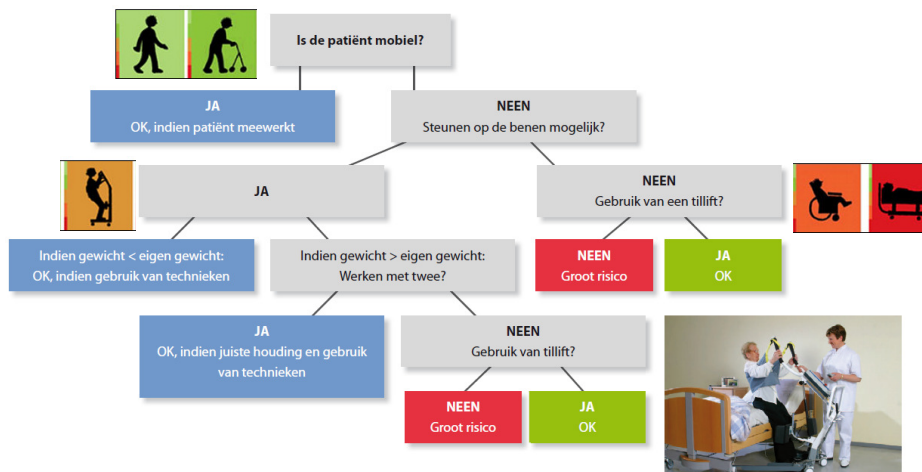 Is de patiënt mobiel?
JA
OK, indien patiënt meewerkt
NEEN
Steunen op de benen mogelijk?
JA
NEEN
Gebruik van een tillift?
Indien gewicht < eigen gewicht:
OK, indien gebruik van technieken
Indien gewicht > eigen gewicht:
Werken met twee?
NEEN
Groot risico
JA
OK
JA
OK, indien juiste houding en gebruik
van technieken
NEEN
Gebruik van tillift?
NEEN
Groot risico
JA
OK